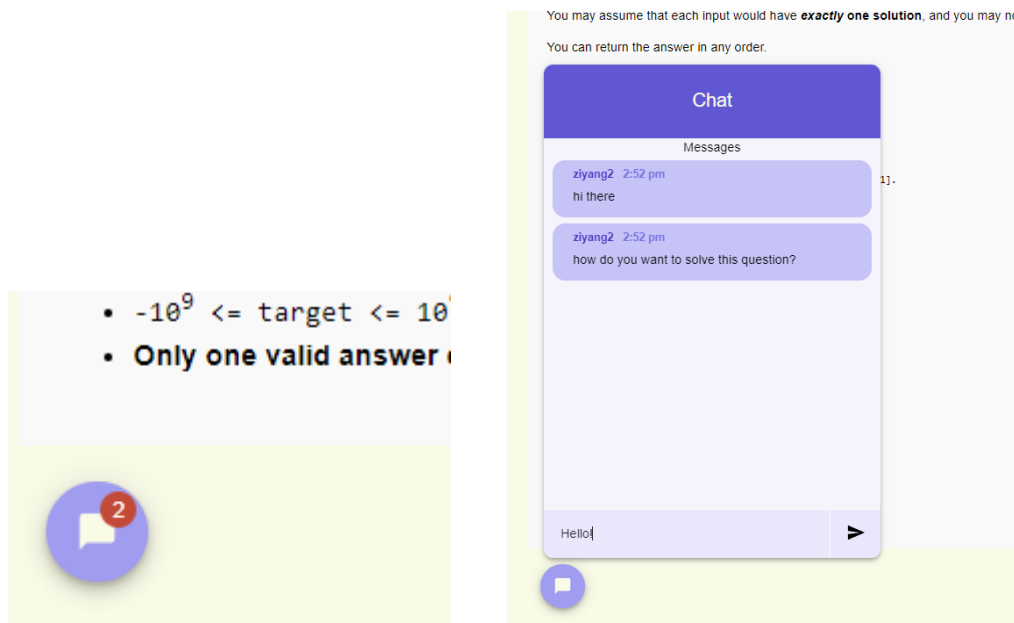 -10⁹ <= target <= 10
Only one valid answer
2
You may assume that each input would have exactly one solution, and you may
You can return the answer in any order.
Chat
Messages
1].
ziyang2 2:52 pm
hi there
ziyang2 2:52 pm
how do you want to solve this question?
Hello!